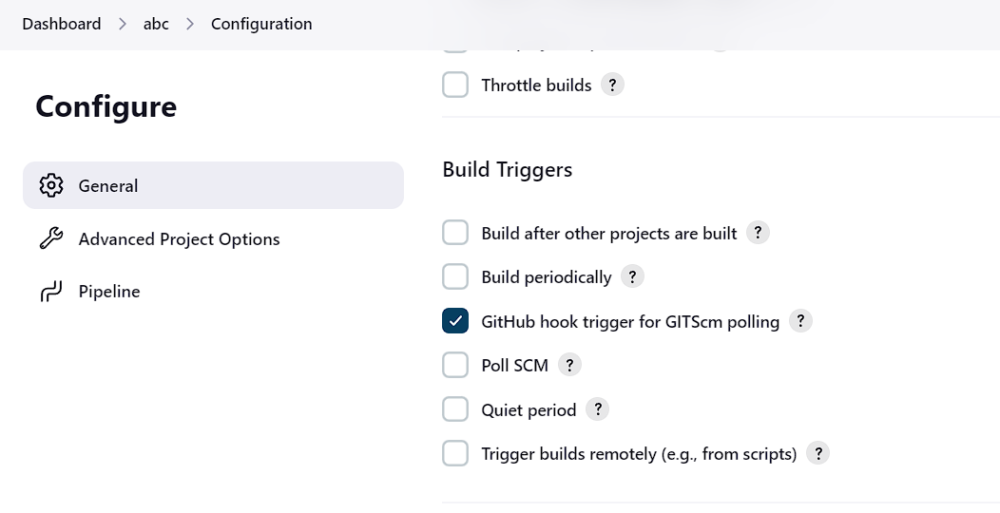 Dashboard > abc > Configuration
Throttle builds ?
Configure
General
Advanced Project Options
Pipeline
Build Triggers
Build after other projects are built ?
Build periodically ?
GitHub hook trigger for GITScm polling ?
Poll SCM ?
Quiet period ?
Trigger builds remotely (e.g., from scripts) ?